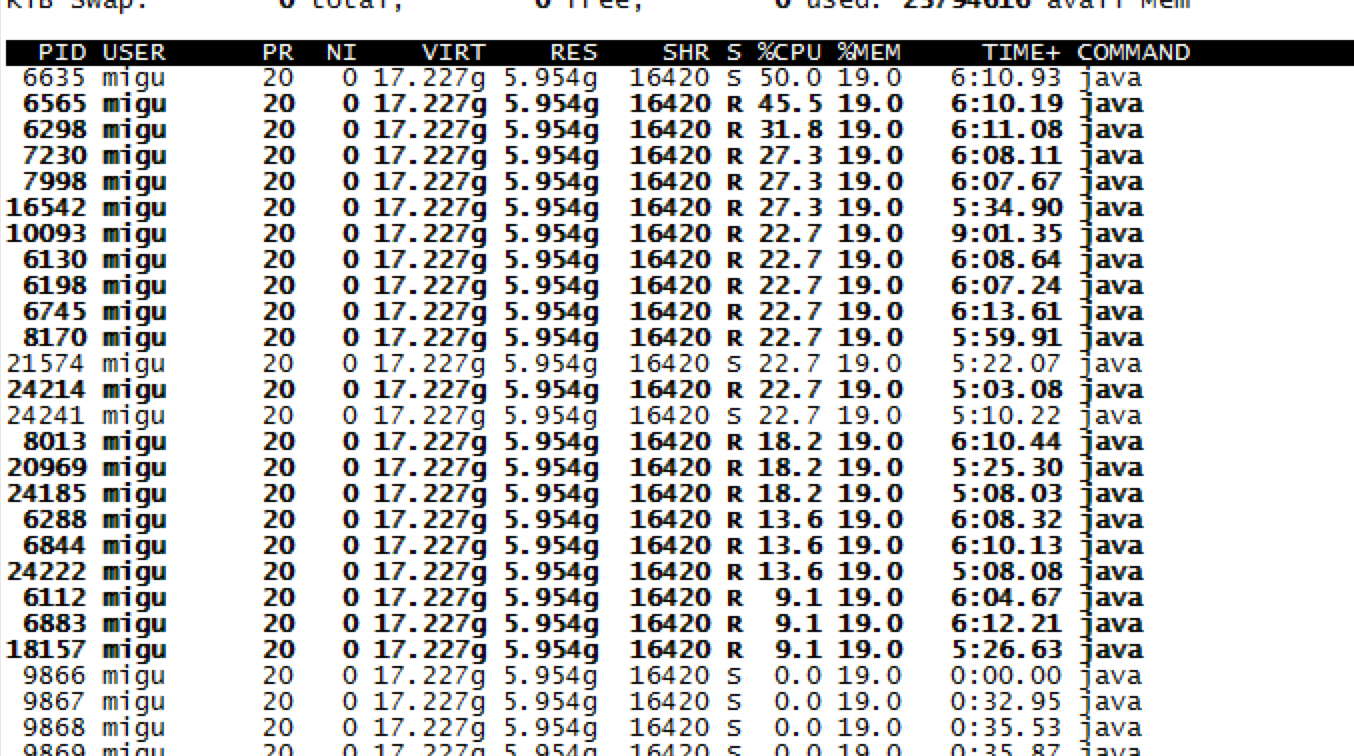 KiB Swap: 0 total, 0 free, 0 used. 23794616 avail Mem
PID USER PR NI VIRT RES SHR S %CPU %MEM TIME+ COMMAND
6635 migu 20 0 17.227g 5.954g 16420 S 50.0 19.0 6:10.93 java
6565 migu 20 0 17.227g 5.954g 16420 R 45.5 19.0 6:10.19 java
6298 migu 20 0 17.227g 5.954g 16420 R 31.8 19.0 6:11.08 java
7230 migu 20 0 17.227g 5.954g 16420 R 27.3 19.0 6:08.11 java
7998 migu 20 0 17.227g 5.954g 16420 R 27.3 19.0 6:07.67 java
16542 migu 20 0 17.227g 5.954g 16420 R 27.3 19.0 5:34.90 java
10093 migu 20 0 17.227g 5.954g 16420 R 22.7 19.0 9:01.35 java
6130 migu 20 0 17.227g 5.954g 16420 R 22.7 19.0 6:08.64 java
6198 migu 20 0 17.227g 5.954g 16420 R 22.7 19.0 6:07.24 java
6745 migu 20 0 17.227g 5.954g 16420 R 22.7 19.0 6:13.61 java
8170 migu 20 0 17.227g 5.954g 16420 R 22.7 19.0 5:59.91 java
21574 migu 20 0 17.227g 5.954g 16420 S 22.7 19.0 5:22.07 java
24214 migu 20 0 17.227g 5.954g 16420 R 22.7 19.0 5:03.08 java
24241 migu 20 0 17.227g 5.954g 16420 S 22.7 19.0 5:10.22 java
8013 migu 20 0 17.227g 5.954g 16420 R 18.2 19.0 6:10.44 java
20969 migu 20 0 17.227g 5.954g 16420 R 18.2 19.0 5:25.30 java
24185 migu 20 0 17.227g 5.954g 16420 R 18.2 19.0 5:08.03 java
6288 migu 20 0 17.227g 5.954g 16420 R 13.6 19.0 6:08.32 java
6844 migu 20 0 17.227g 5.954g 16420 R 13.6 19.0 6:10.13 java
24222 migu 20 0 17.227g 5.954g 16420 R 13.6 19.0 5:08.08 java
6112 migu 20 0 17.227g 5.954g 16420 R 9.1 19.0 6:04.67 java
6883 migu 20 0 17.227g 5.954g 16420 R 9.1 19.0 6:12.21 java
18157 migu 20 0 17.227g 5.954g 16420 R 9.1 19.0 5:26.63 java
9866 migu 20 0 17.227g 5.954g 16420 S 0.0 19.0 0:00.00 java
9867 migu 20 0 17.227g 5.954g 16420 S 0.0 19.0 0:32.95 java
9868 migu 20 0 17.227g 5.954g 16420 S 0.0 19.0 0:35.53 java
9869 migu 20 0 17.227g 5.954g 16420 S 0.0 19.0 0:35.87 java